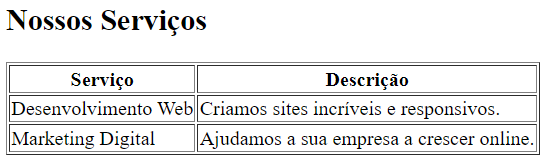 Nossos Serviços
Serviço Descrição
Desenvolvimento Web Criamos sites incríveis e responsivos.
Marketing Digital Ajudamos a sua empresa a crescer online.